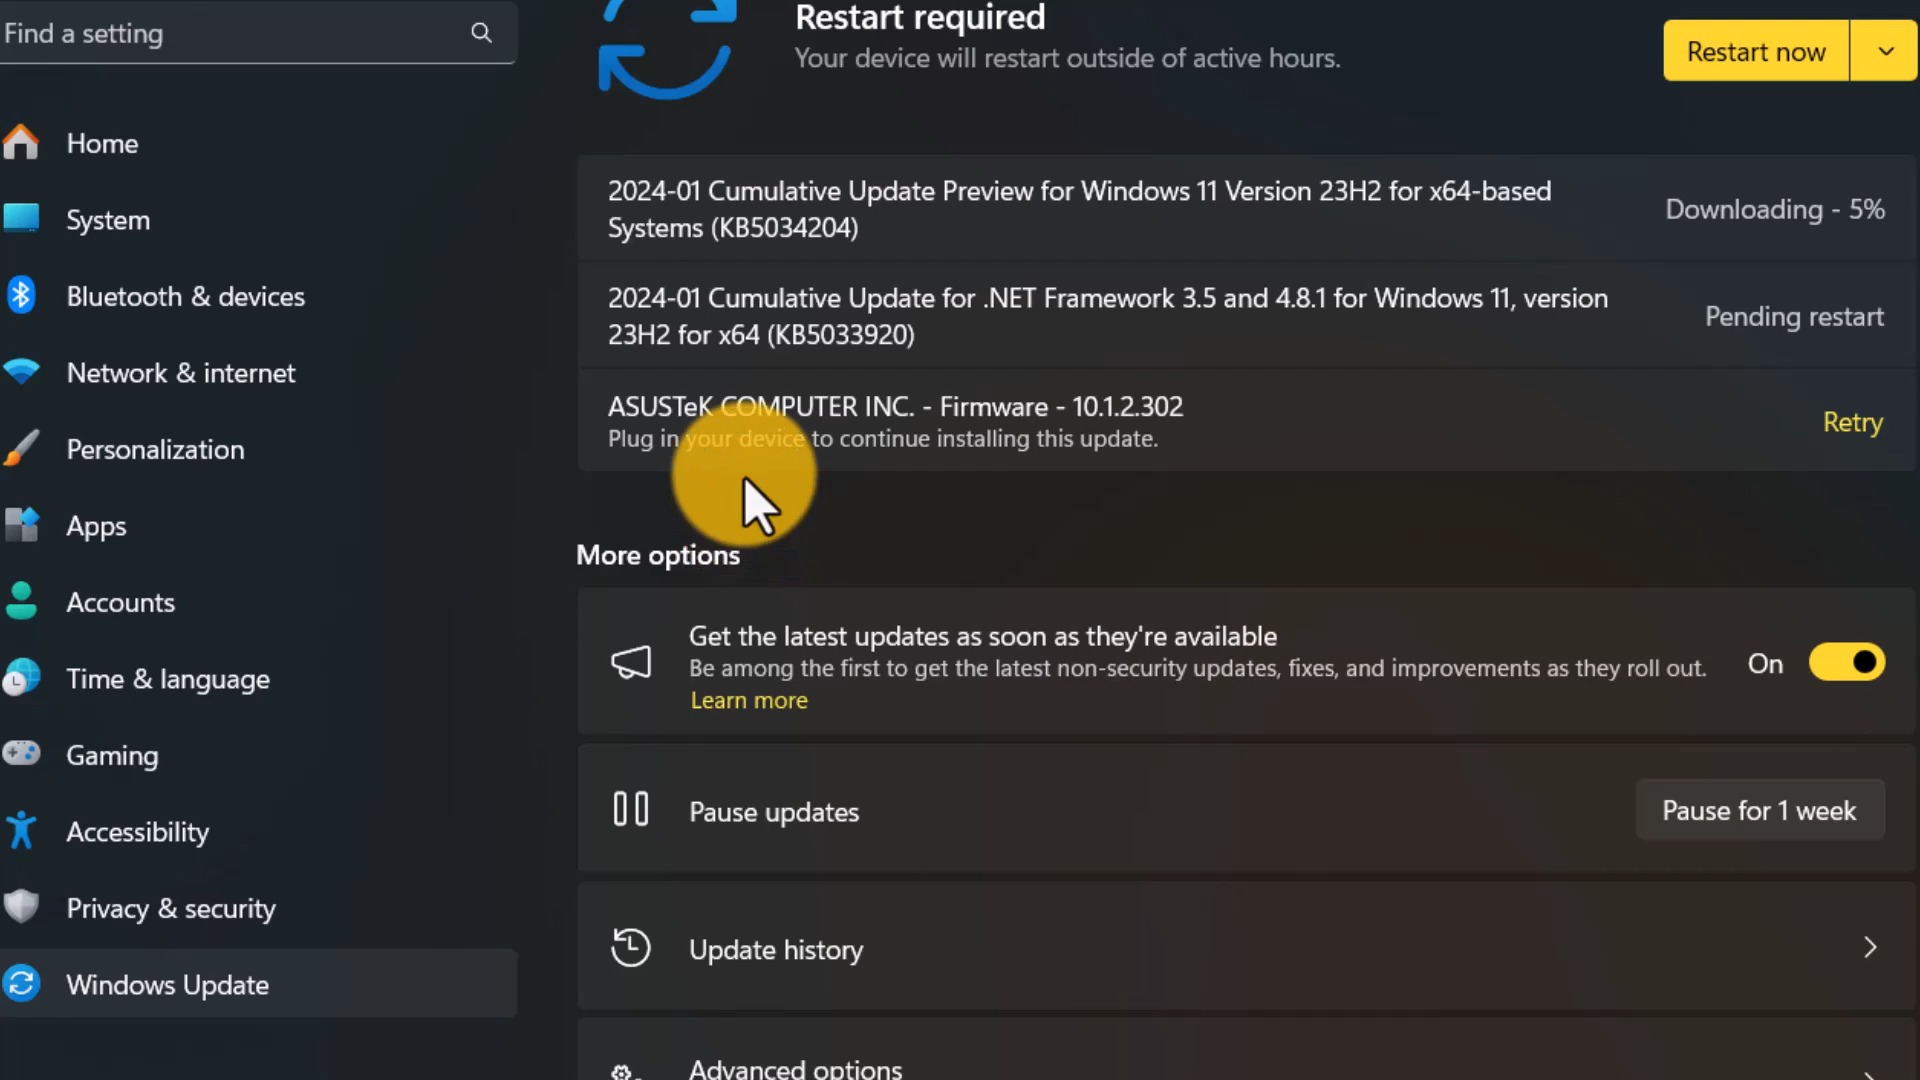 Find a setting
Restart required
Your device will restart outside of active hours.
Restart now
Home
System
Bluetooth & devices
Network & internet
Personalization
Apps
Accounts
Time & language
Gaming
Accessibility
Privacy & security
Windows Update
2024-01 Cumulative Update Preview for Windows 11 Version 23H2 for x64-based
Systems (KB5034204)
Downloading - 5%
2024-01 Cumulative Update for .NET Framework 3.5 and 4.8.1 for Windows 11, version
23H2 for x64 (KB5033920)
Pending restart
ASUSTeK COMPUTER INC. - Firmware - 10.1.2.302
Plug in your device to continue installing this update.
Retry
More options
Get the latest updates as soon as they're available
Be among the first to get the latest non-security updates, fixes, and improvements as they roll out.
Learn more
On
Pause updates
Pause for 1 week
Update history
Advanced options